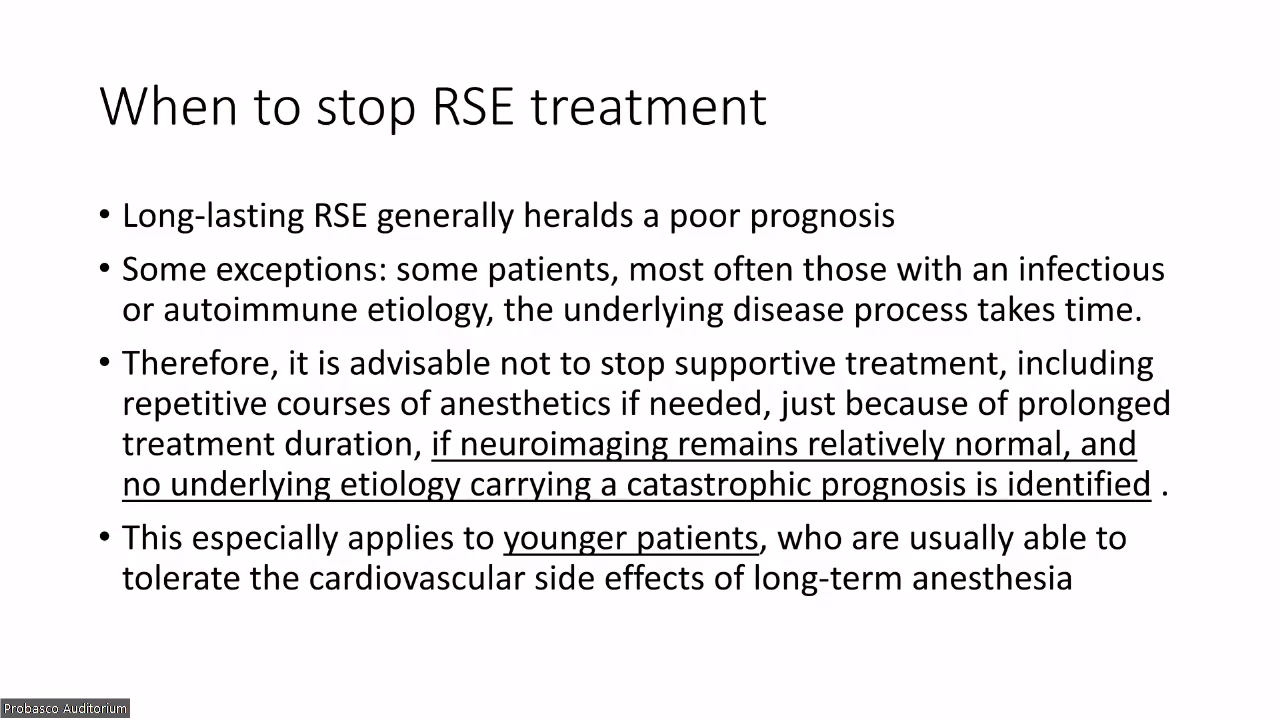 When to stop RSE treatment
• Long-lasting RSE generally heralds a poor prognosis
• Some exceptions: some patients, most often those with an infectious
or autoimmune etiology, the underlying disease process takes time.
• Therefore, it is advisable not to stop supportive treatment, including
repetitive courses of anesthetics if needed, just because of prolonged
treatment duration, if neuroimaging remains relatively normal, and
no underlying etiology carrying a catastrophic prognosis is identified .
• This especially applies to younger patients, who are usually able to
tolerate the cardiovascular side effects of long-term anesthesia
Probasco Auditorium